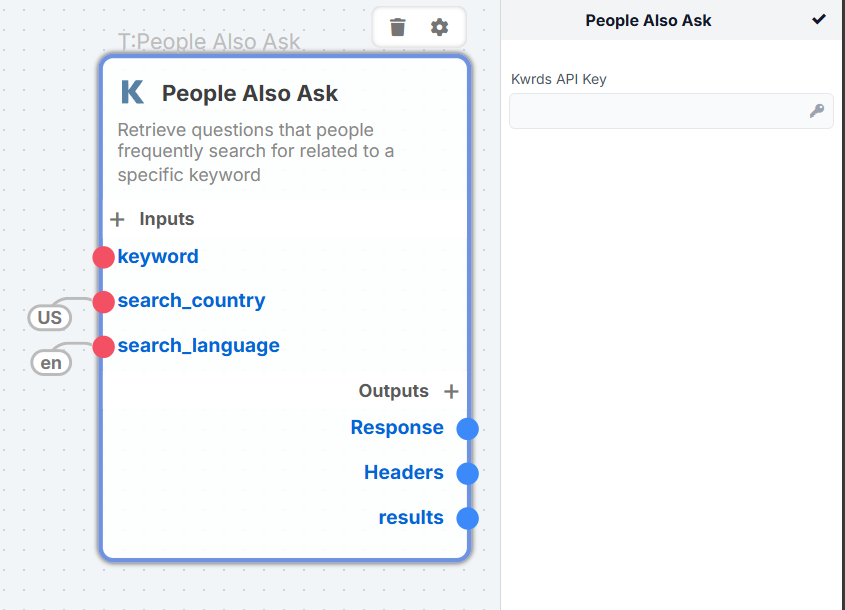 T:People Also Ask
People Also Ask
Retrieve questions that people
frequently search for related to a
specific keyword
+ Inputs
keyword
search_country
US
search_language
en
Outputs +
Response
Headers
results
People Also Ask
Kwrds API Key